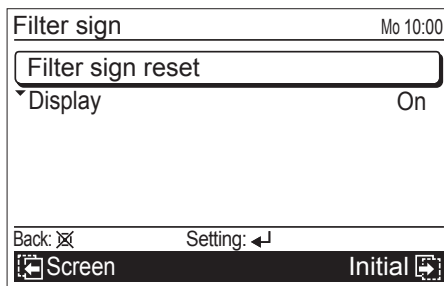 Filter sign Mo 10:00
Filter sign reset
Display On
Back: Setting:
Screen Initial